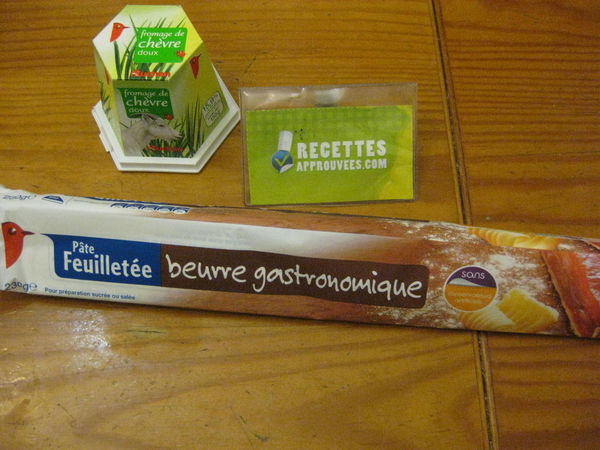 fromage de
chèvre
doux
Auchan
fromage de
chèvre
doux
RECETTES
APPROUVEES.COM
Pâte
Feuilletée
beurre gastronomique
sans
230g e
Pour préparation sucrée ou salée